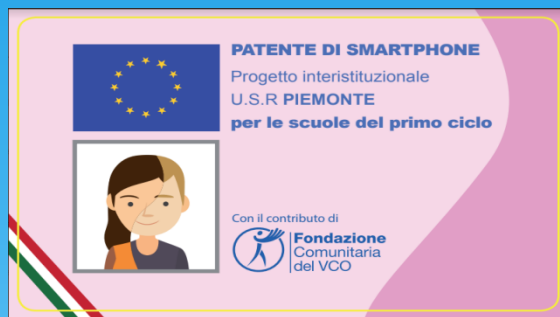 PATENTE DI SMARTPHONE
Progetto interistituzionale
U.S.R PIEMONTE
per le scuole del primo ciclo
Con il contributo di
Fondazione
Comunitaria
del VCO